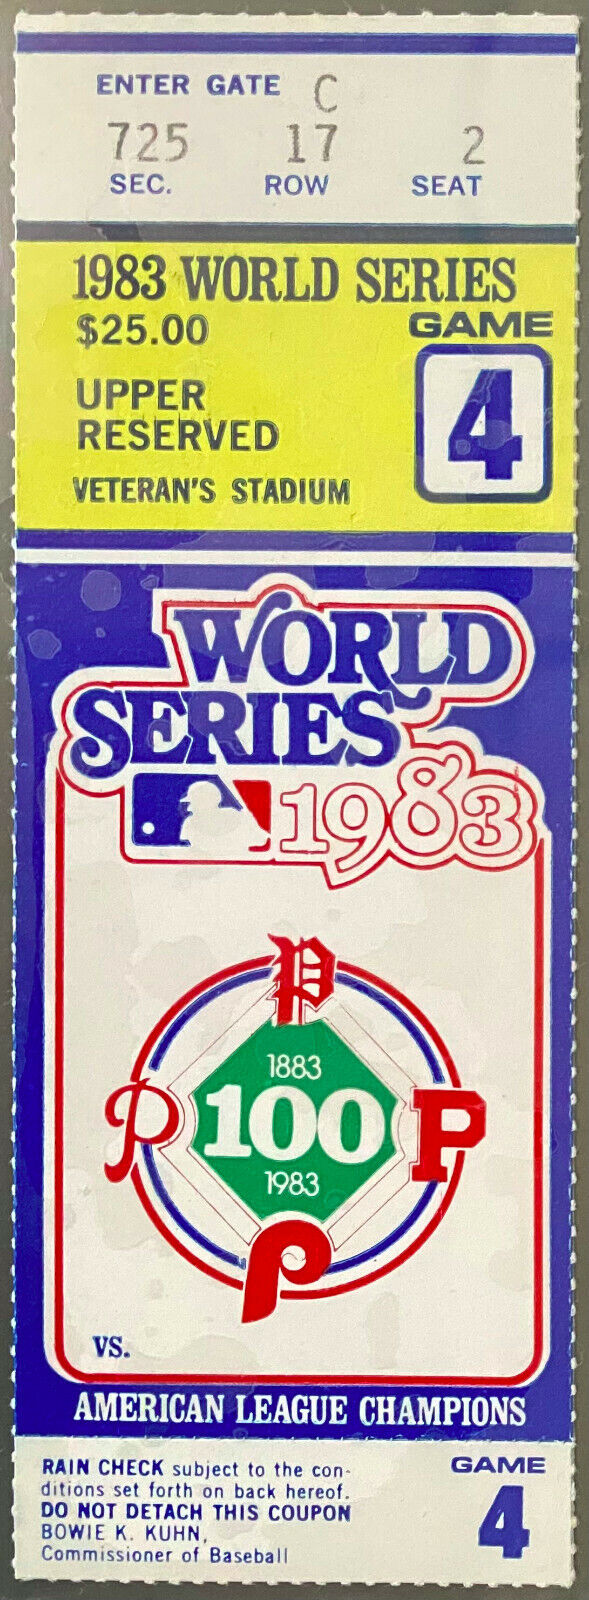 ENTER GATE C
725 17 2
SEC. ROW SEAT
1983 WORLD SERIES
$25.00 GAME
4
UPPER
RESERVED
VETERAN'S STADIUM
WORLD
SERIES
1983
P
1883
P 100 P
1983
P
VS.
AMERICAN LEAGUE CHAMPIONS
RAIN CHECK subject to the con-
ditions set forth on back hereof.
DO NOT DETACH THIS COUPON
BOWIE K. KUHN,
Commissioner of Baseball
GAME
4